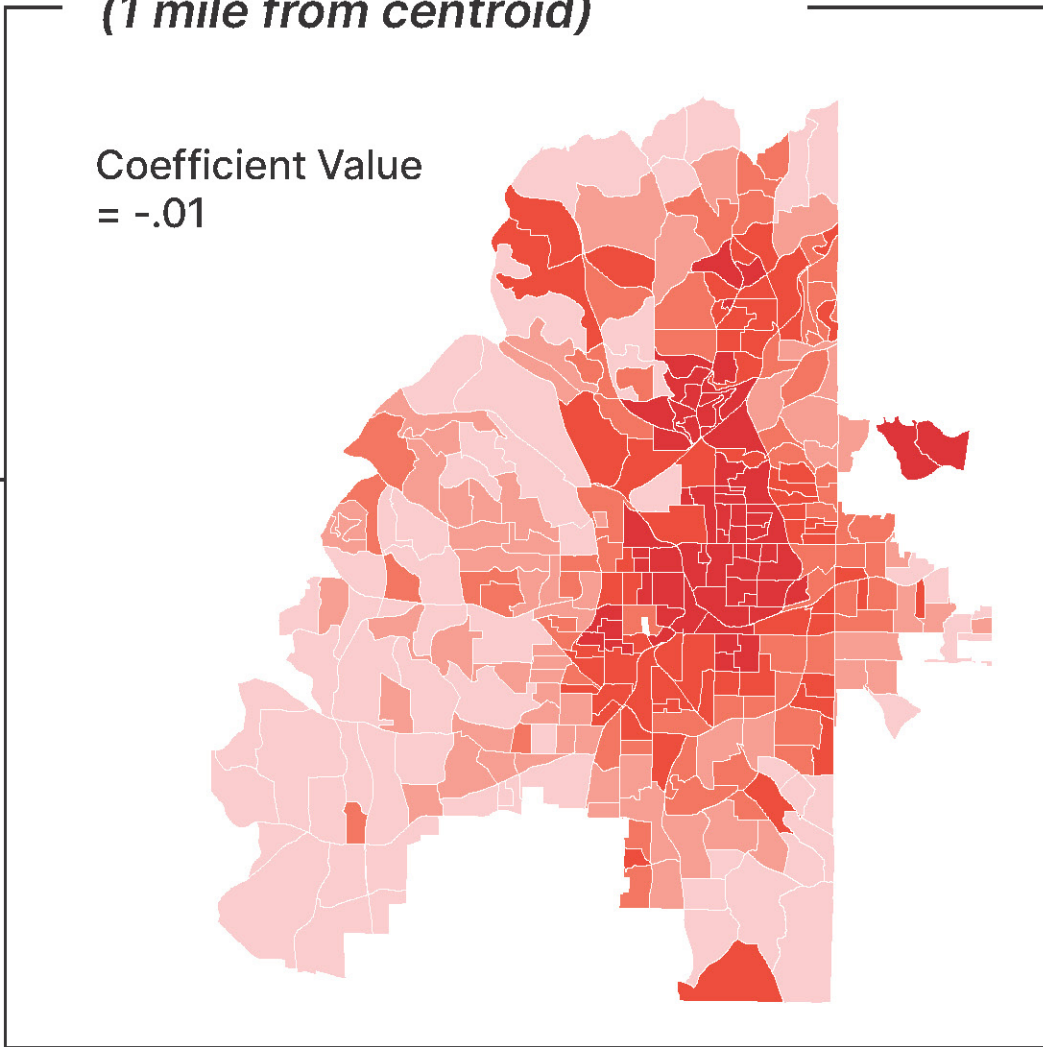 (1 mile from centroid)
Coefficient Value
= -.01